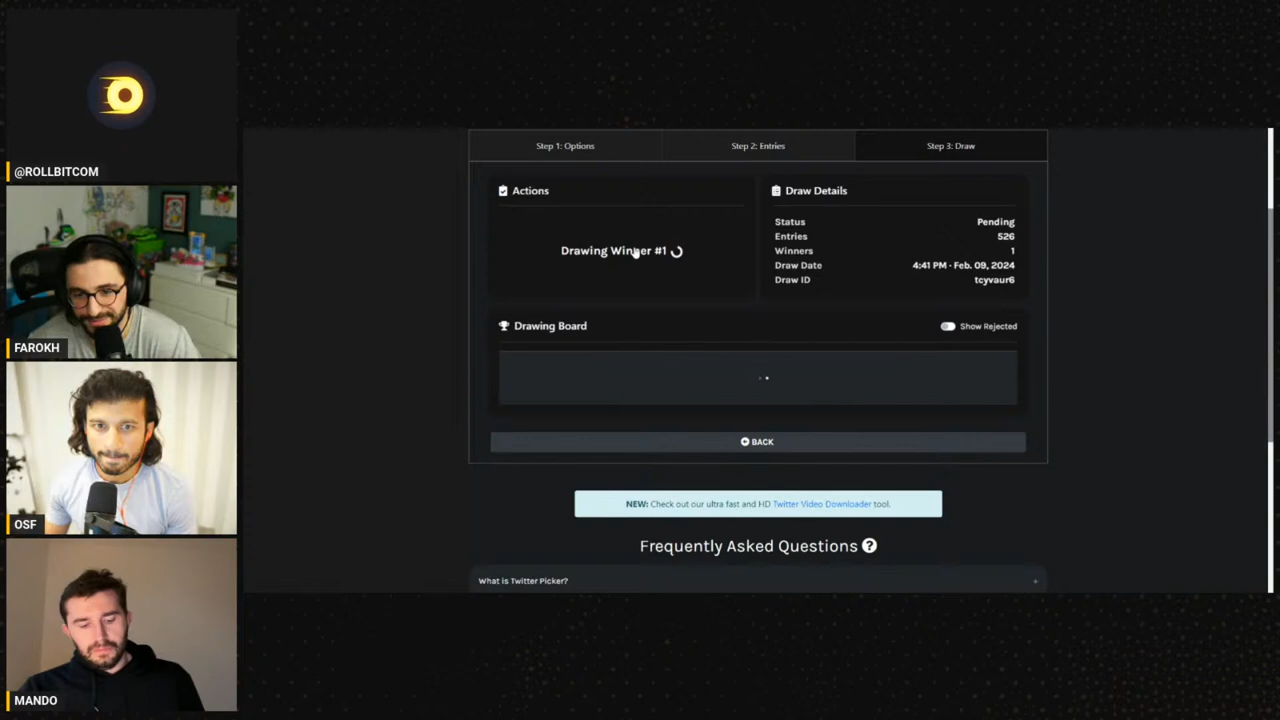 @ROLLBITCOM
FAROKH
OSF
MANDO
Step 1: Options
Step 2: Entries
Step 3: Draw
Actions
Drawing Winner #1
Draw Details
Status Pending
Entries 526
Winners 1
Draw Date 4:41 PM · Feb. 09, 2024
Draw ID tcyvaur6
Drawing Board
Show Rejected
BACK
NEW: Check out our ultra fast and HD Twitter Video Downloader tool.
Frequently Asked Questions
What is Twitter Picker? +